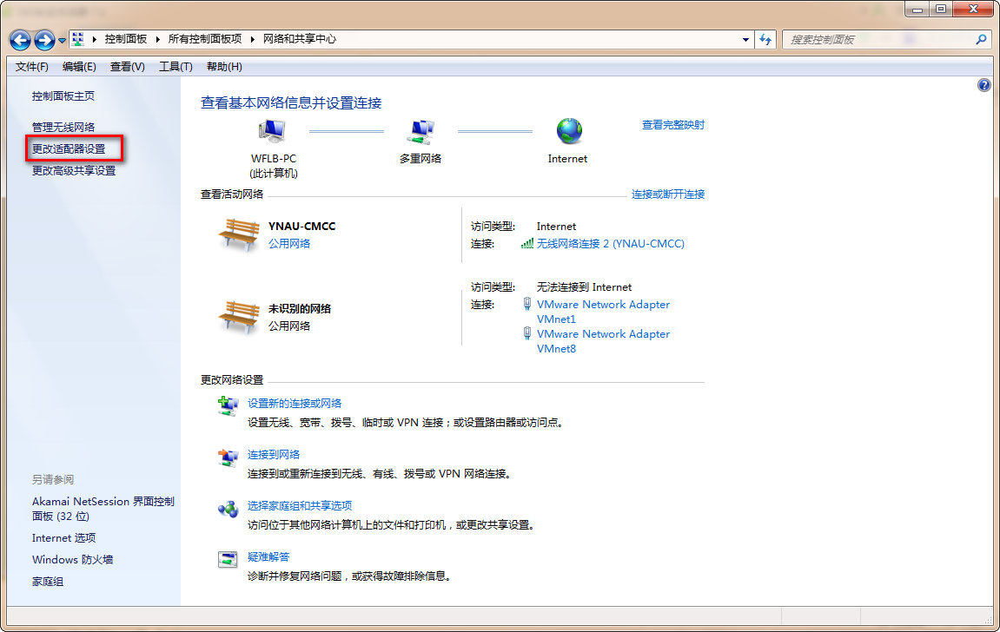 控制面板 所有控制面板项 网络和共享中心
搜索控制面板
文件(F) 编辑(E) 查看(V) 工具(T) 帮助(H)
控制面板主页
管理无线网络
更改适配器设置
更改高级共享设置
查看基本网络信息并设置连接
查看完整映射
WFLB-PC
(此计算机)
多重网络
Internet
查看活动网络
连接或断开连接
YNAU-CMCC
公用网络
访问类型: Internet
连接: 无线网络连接 2 (YNAU-CMCC)
未识别的网络
公用网络
访问类型: 无法连接到 Internet
连接: VMware Network Adapter
VMnet1
VMware Network Adapter
VMnet8
更改网络设置
设置新的连接或网络
设置无线、宽带、拨号、临时或 VPN 连接；或设置路由器或访问点。
连接到网络
连接到或重新连接到无线、有线、拨号或 VPN 网络连接。
选择家庭组和共享选项
访问位于其他网络计算机上的文件和打印机，或更改共享设置。
疑难解答
诊断并修复网络问题，或获得故障排除信息。
另请参阅
Akamai NetSession 界面控制
面板 (32 位)
Internet 选项
Windows 防火墙
家庭组